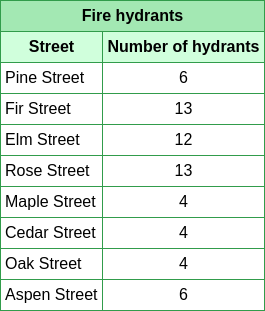 Fire hydrants
Street Number of hydrants
Pine Street 6
Fir Street 13
Elm Street 12
Rose Street 13
Maple Street 4
Cedar Street 4
Oak Street 4
Aspen Street 6